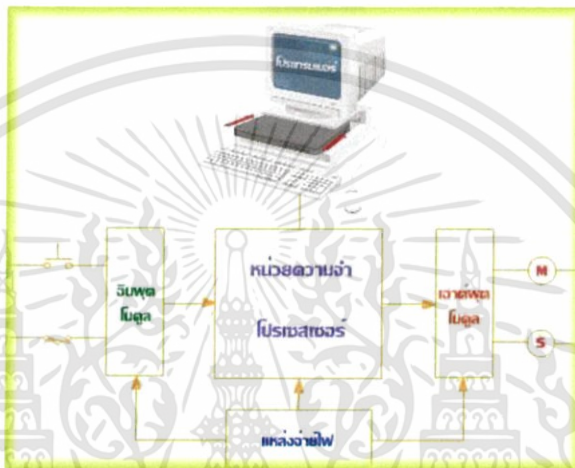 โปรแกรมเมอร์
หน่วยความจำ
โปรเซสเซอร์
อินพุต
โมดูล
เอาต์พุต
โมดูล
M
S
แหล่งจ่ายไฟ